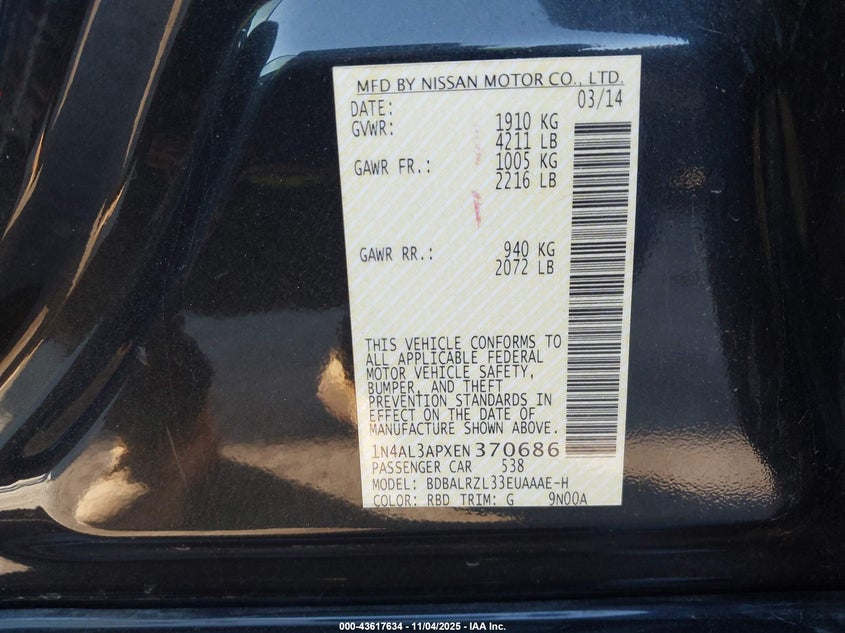 MFD BY NISSAN MOTOR CO., LTD.
DATE: 03/14
GVWR: 1910 KG
4211 LB
GAWR FR.: 1005 KG
2216 LB
GAWR RR.: 940 KG
2072 LB
THIS VEHICLE CONFORMS TO
ALL APPLICABLE FEDERAL
MOTOR VEHICLE SAFETY,
BUMPER, AND THEFT
PREVENTION STANDARDS IN
EFFECT ON THE DATE OF
MANUFACTURE SHOWN ABOVE.
1N4AL3APXEN370686
PASSENGER CAR 538
MODEL: BDBALRZL33EUAAAE-H
COLOR: RBD TRIM: G 9N00A
000-43617634 - 11/04/2025 - IAA Inc.